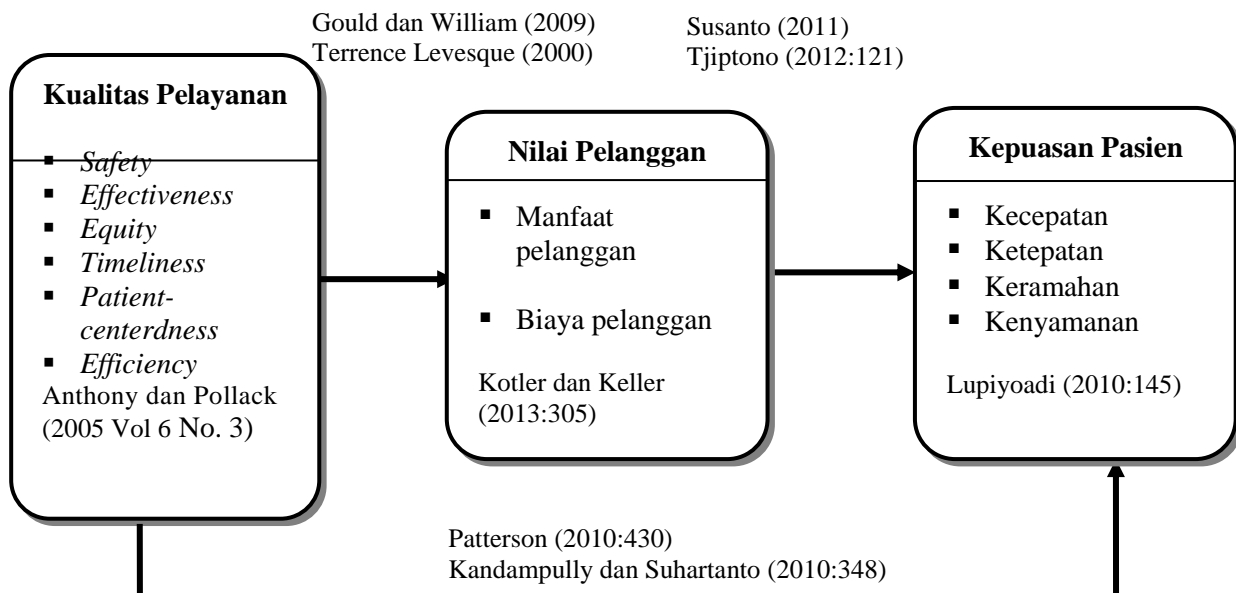 Gould dan William (2009)
Terrence Levesque (2000)
Susanto (2011)
Tjiptono (2012:121)
Kualitas Pelayanan
▪ Safety
▪ Effectiveness
▪ Equity
▪ Timeliness
▪ Patient-
centerdness
▪ Efficiency
Anthony dan Pollack
(2005 Vol 6 No. 3)
Nilai Pelanggan
▪ Manfaat
pelanggan
▪ Biaya pelanggan
Kotler dan Keller
(2013:305)
Kepuasan Pasien
▪ Kecepatan
▪ Ketepatan
▪ Keramahan
▪ Kenyamanan
Lupiyoadi (2010:145)
Patterson (2010:430)
Kandampully dan Suhartanto (2010:348)